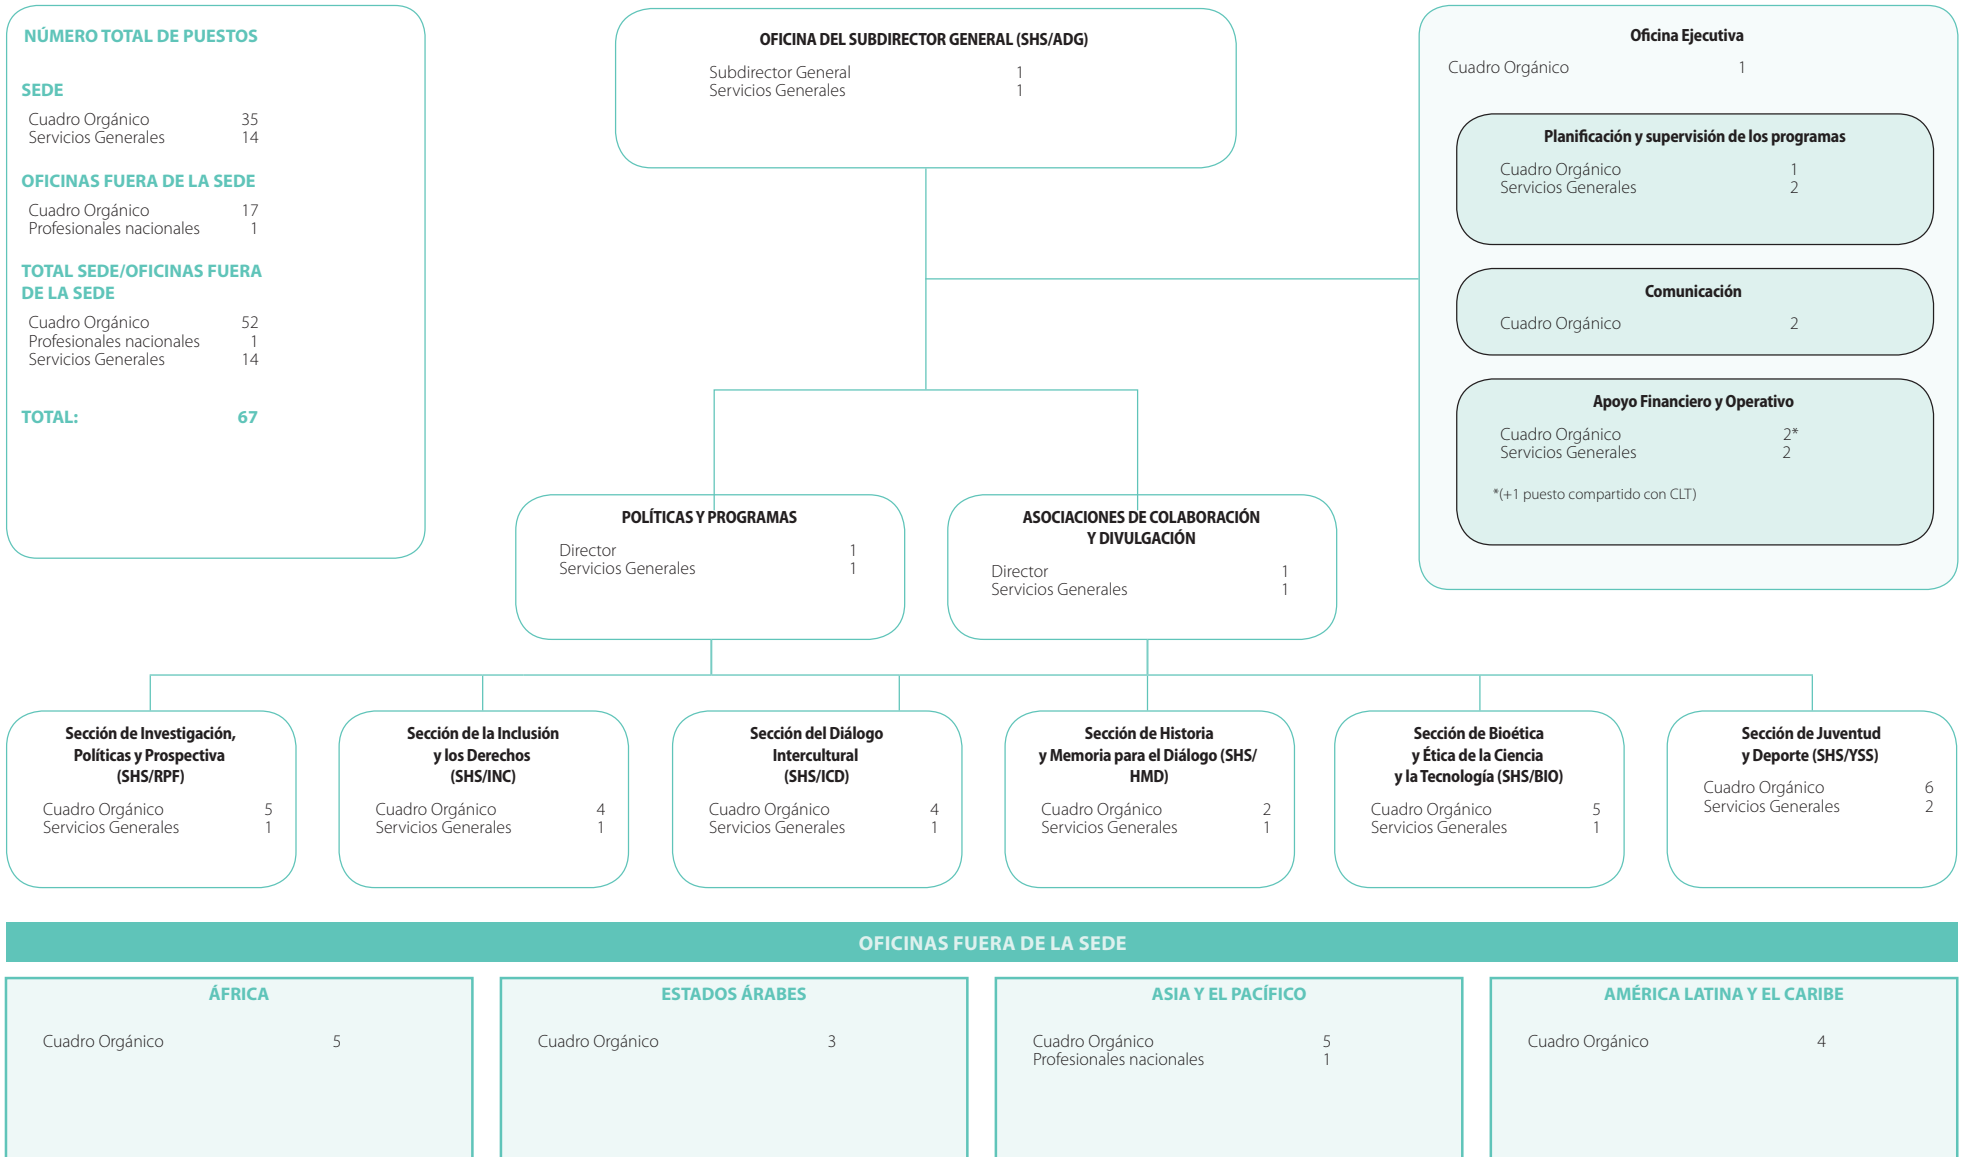 NÚMERO TOTAL DE PUESTOS
SEDE
Cuadro Orgánico 35
Servicios Generales 14
OFICINAS FUERA DE LA SEDE
Cuadro Orgánico 17
Profesionales nacionales 1
TOTAL SEDE/OFICINAS FUERA
DE LA SEDE
Cuadro Orgánico 52
Profesionales nacionales 1
Servicios Generales 14
TOTAL: 67
OFICINA DEL SUBDIRECTOR GENERAL (SHS/ADG)
Subdirector General 1
Servicios Generales 1
Oficina Ejecutiva
Cuadro Orgánico 1
Planificación y supervisión de los programas
Cuadro Orgánico 1
Servicios Generales 2
Comunicación
Cuadro Orgánico 2
Apoyo Financiero y Operativo
Cuadro Orgánico 2*
Servicios Generales 2
*(+1 puesto compartido con CLT)
POLÍTICAS Y PROGRAMAS
Director 1
Servicios Generales 1
ASOCIACIONES DE COLABORACIÓN
Y DIVULGACIÓN
Director 1
Servicios Generales 1
Sección de Investigación,
Políticas y Prospectiva
(SHS/RPF)
Cuadro Orgánico 5
Servicios Generales 1
Sección de la Inclusión
y los Derechos
(SHS/INC)
Cuadro Orgánico 4
Servicios Generales 1
Sección del Diálogo
Intercultural
(SHS/ICD)
Cuadro Orgánico 4
Servicios Generales 1
Sección de Historia
y Memoria para el Diálogo (SHS/
HMD)
Cuadro Orgánico 2
Servicios Generales 1
Sección de Bioética
y Ética de la Ciencia
y la Tecnología (SHS/BIO)
Cuadro Orgánico 5
Servicios Generales 1
Sección de Juventud
y Deporte (SHS/YSS)
Cuadro Orgánico 6
Servicios Generales 2
OFICINAS FUERA DE LA SEDE
ÁFRICA
Cuadro Orgánico 5
ESTADOS ÁRABES
Cuadro Orgánico 3
ASIA Y EL PACÍFICO
Cuadro Orgánico 5
Profesionales nacionales 1
AMÉRICA LATINA Y EL CARIBE
Cuadro Orgánico 4